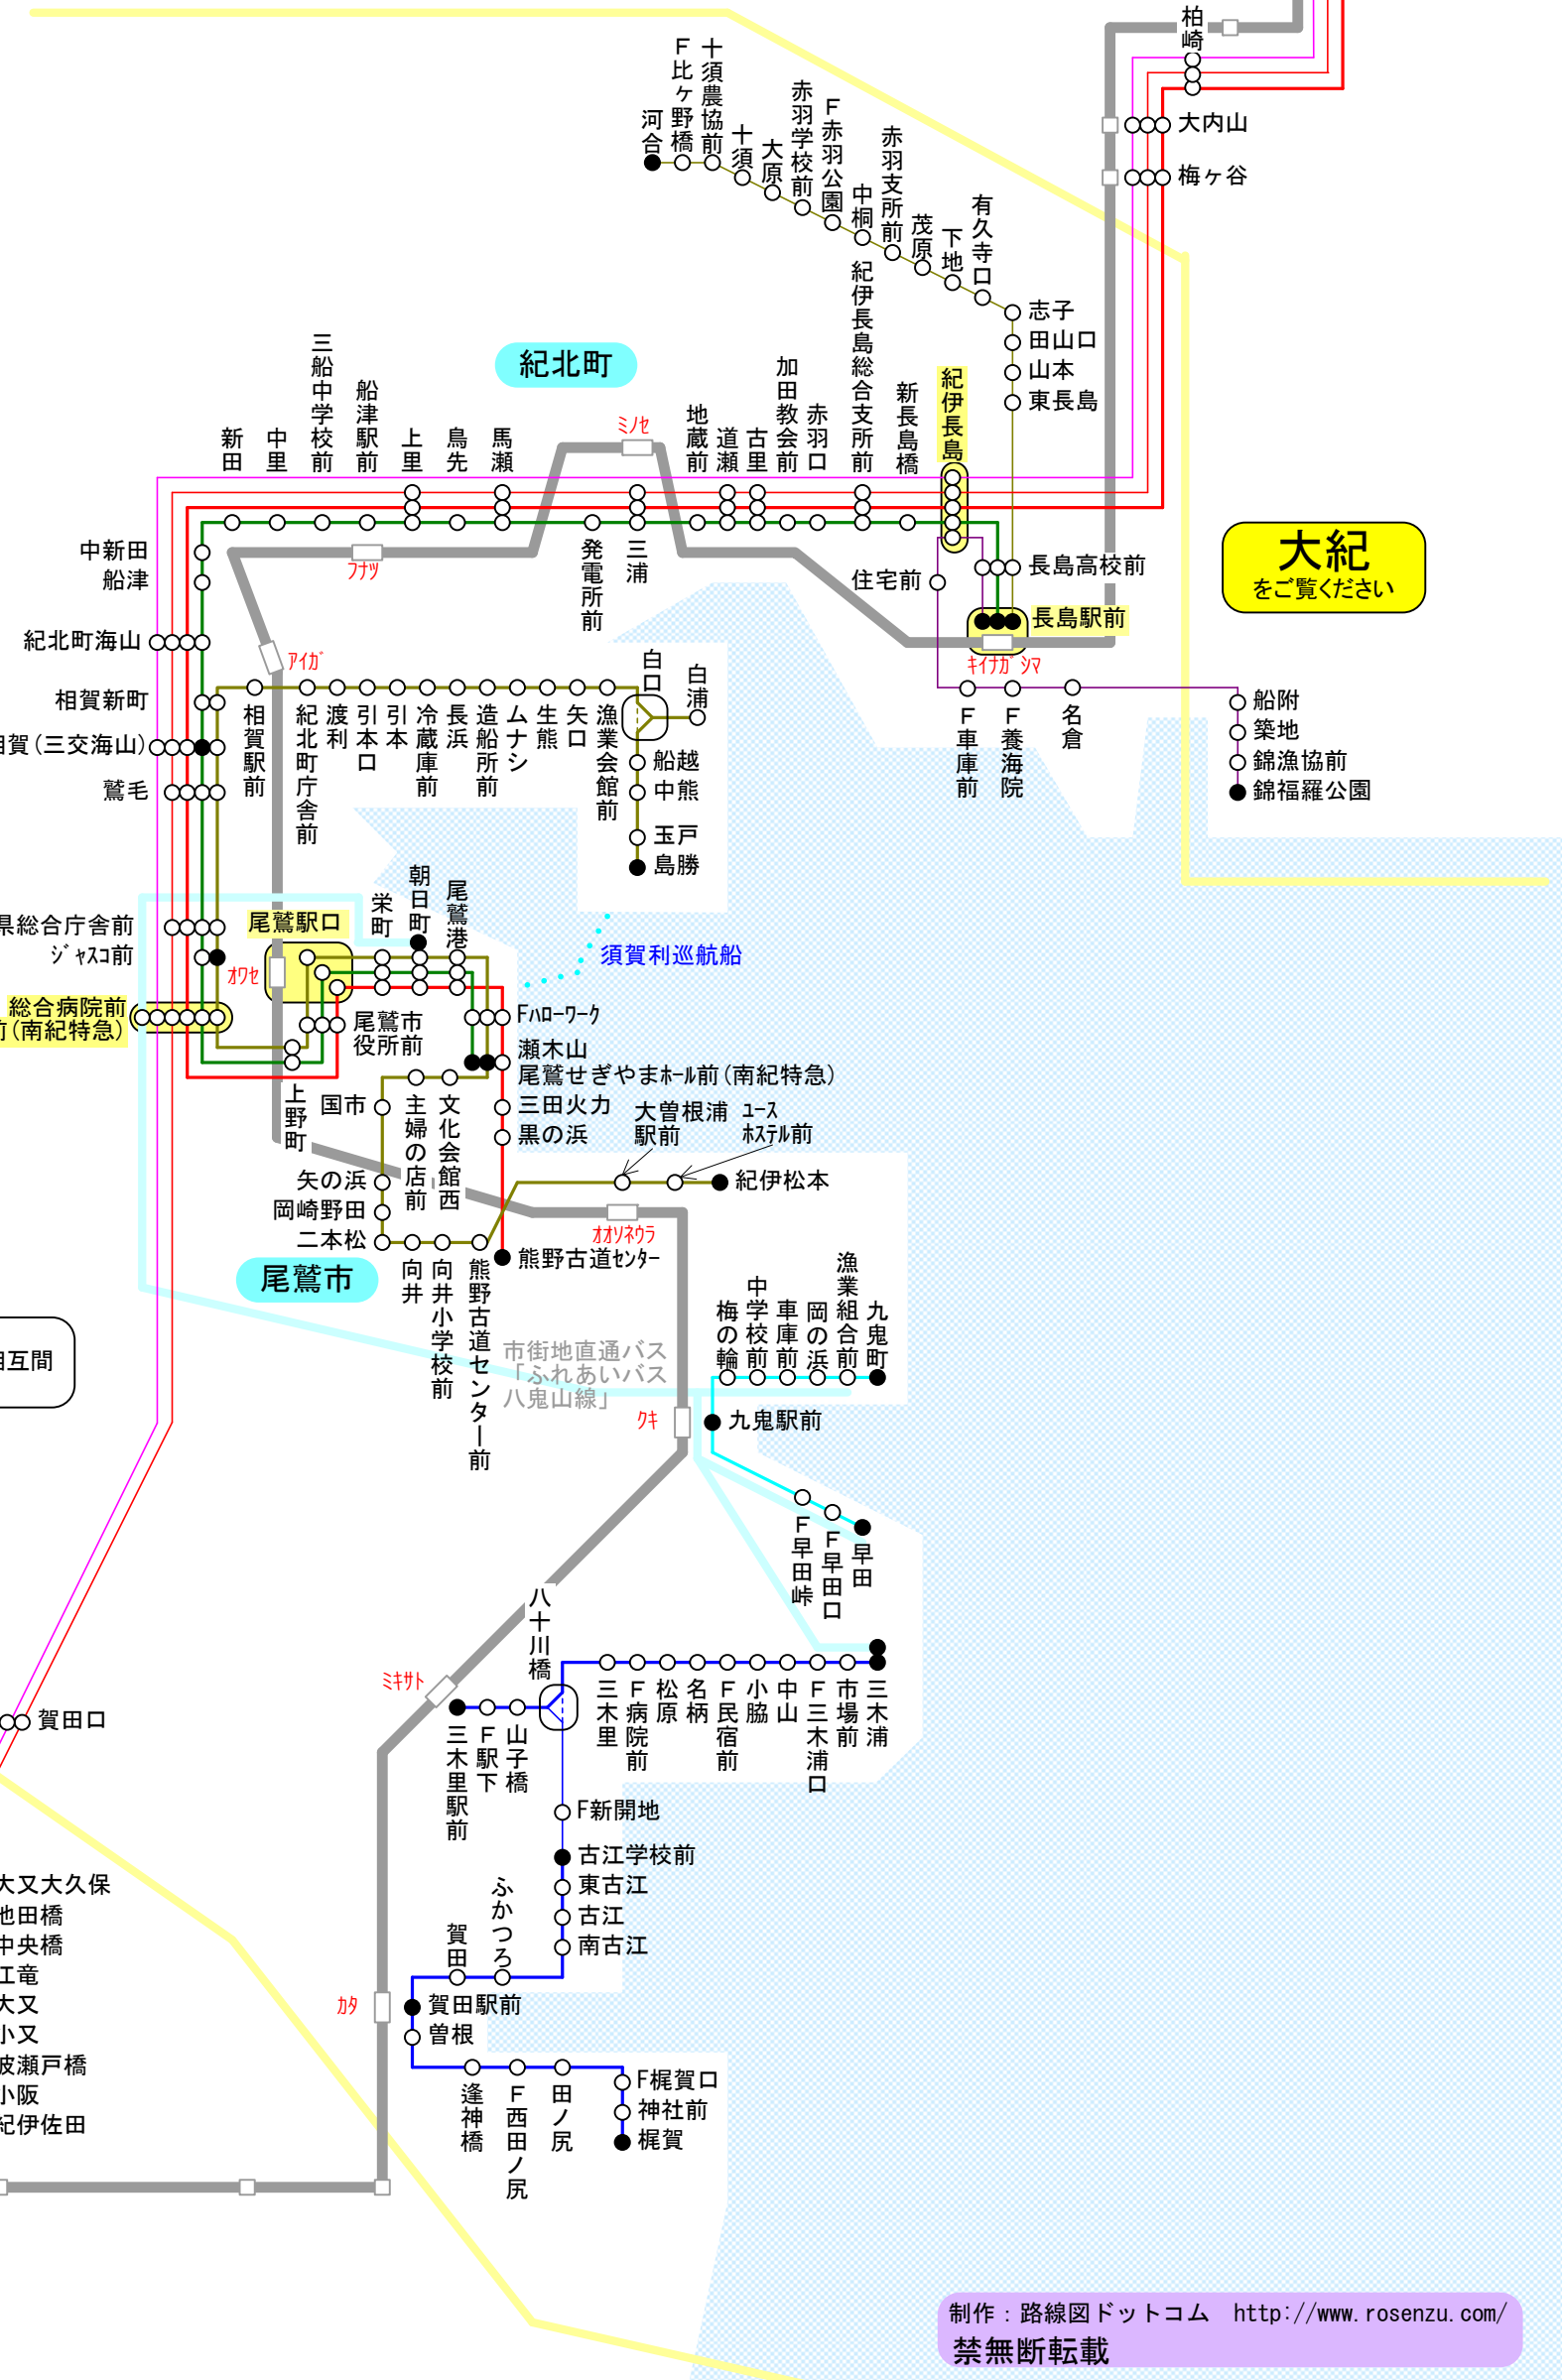 柏崎
大内山
梅ヶ谷
河合
F比ヶ野橋
十須農協前
十須
大原
赤羽学校前
F赤羽公園
中桐
赤羽支所前
茂原
下地
有久寺口
志子
田山口
山本
東長島
紀北町
新田
中里
三船中学校前
船津駅前
上里
鳥先
馬瀬
ミノセ
地蔵前
道瀬
古里
加田教会前
赤羽口
紀伊長島総合支所前
新長島橋
紀伊長島
大紀
をご覧ください
中新田
船津
フナツ
発電所前
三浦
住宅前
長島高校前
長島駅前
キイナガシマ
紀北町海山
アイガ
相賀新町
賀(三交海山)
鷲毛
相賀駅前
紀北町庁舎前
渡利
引本口
引本
冷蔵庫前
長浜
造船所前
ムナシ
生熊
矢口
漁業会館前
白口
白浦
船越
中熊
玉戸
島勝
F車庫前
F養海院
名倉
船附
築地
錦漁協前
錦福羅公園
県総合庁舎前
ジャスコ前
尾鷲駅口
オワセ
栄町
朝日町
尾鷲港
須賀利巡航船
総合病院前
前(南紀特急)
尾鷲市
役所前
Fハローワーク
瀬木山
尾鷲せぎやまホール前(南紀特急)
三田火力
黒の浜
上野町
国市
主婦の店前
文化会館西
大曽根浦
駅前
ユース
ホステル前
紀伊松本
矢の浜
岡崎野田
二本松
オオソネウラ
熊野古道センター
尾鷲市
向井
向井小学校前
熊野古道センター前
相互間
市街地直通バス
「ふれあいバス
八鬼山線」
梅の輪
中学校前
車庫前
岡の浜
漁業組合前
九鬼町
クキ
九鬼駅前
F早田峠
F早田口
早田
八十川橋
ミキサト
賀田口
三木里駅前
F駅下
山子橋
三木里
F病院前
松原
名柄
F民宿前
小脇
中山
F三木浦口
市場前
三木浦
F新開地
古江学校前
東古江
古江
南古江
賀田
ふかつろ
カタ
賀田駅前
曽根
逢神橋
F西田ノ尻
田ノ尻
F梶賀口
神社前
梶賀
大又大久保
池田橋
中央橋
江竜
大又
小又
波瀬戸橋
小阪
紀伊佐田
制作：路線図ドットコム　http://www.rosenzu.com/
禁無断転載